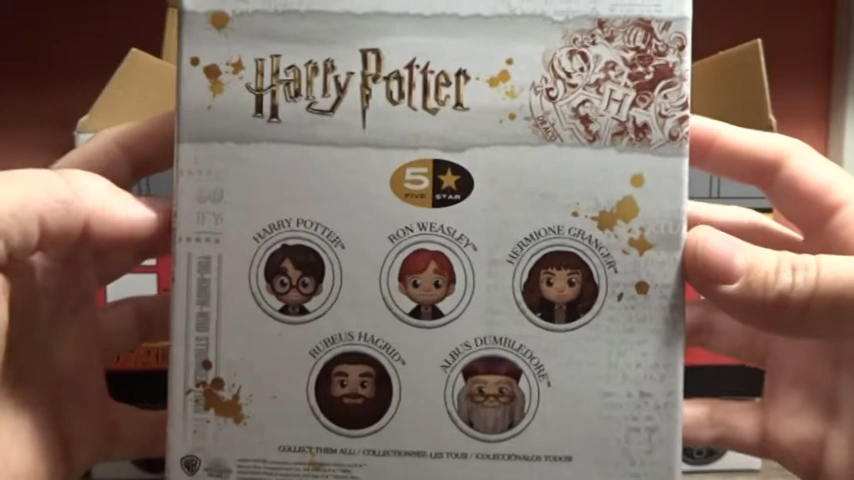 Harry Potter
H
5
FIVE STAR
HARRY POTTER™
RON WEASLEY™
HERMIONE GRANGER™
RUBEUS HAGRID™
ALBUS DUMBLEDORE™
COLLECT THEM ALL! / COLLECTIONNEZ-LES TOUS! / ¡COLECCIÓNALOS TODOS!
WB